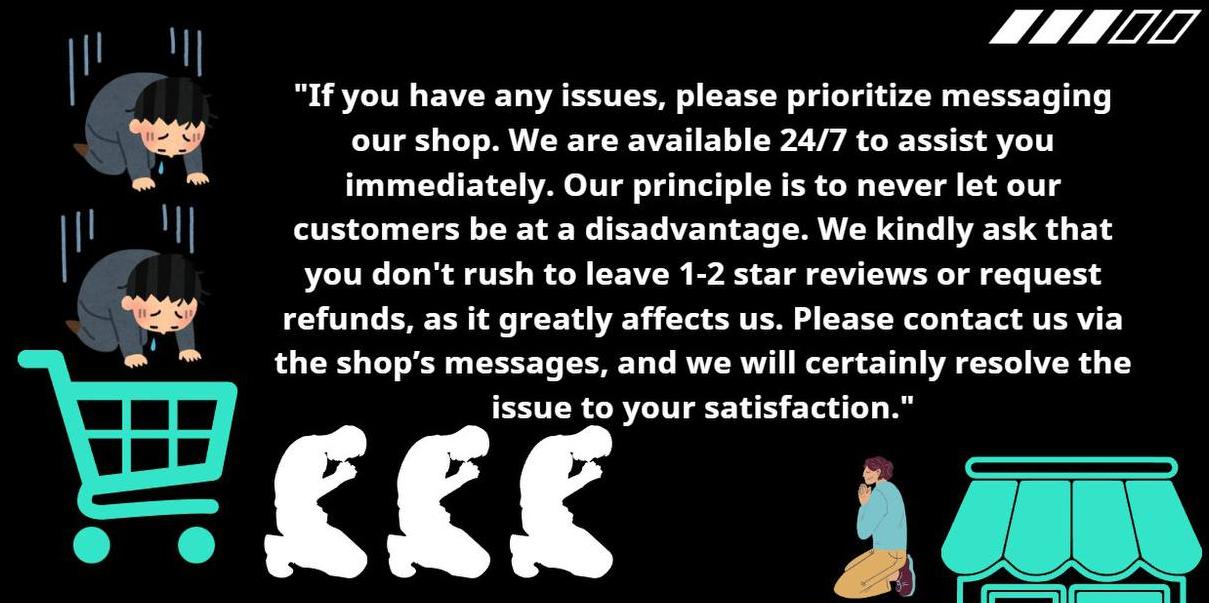 "If you have any issues, please prioritize messaging
our shop. We are available 24/7 to assist you
immediately. Our principle is to never let our
customers be at a disadvantage. We kindly ask that
you don't rush to leave 1-2 star reviews or request
refunds, as it greatly affects us. Please contact us via
the shop’s messages, and we will certainly resolve the
issue to your satisfaction."